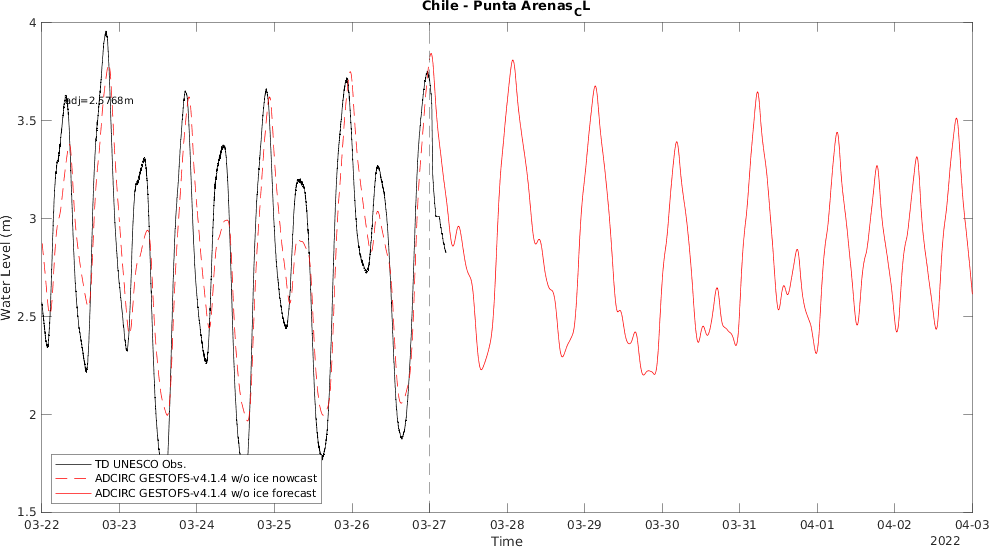 Chile - Punta Arenas_CL
4
3.5
3
2.5
2
1.5
Water Level (m)
adj=2.5768m
TD UNESCO Obs.
ADCIRC GESTOFS-v4.1.4 w/o ice nowcast
ADCIRC GESTOFS-v4.1.4 w/o ice forecast
03-22 03-23 03-24 03-25 03-26 03-27 03-28 03-29 03-30 03-31 04-01 04-02 04-03
Time
2022